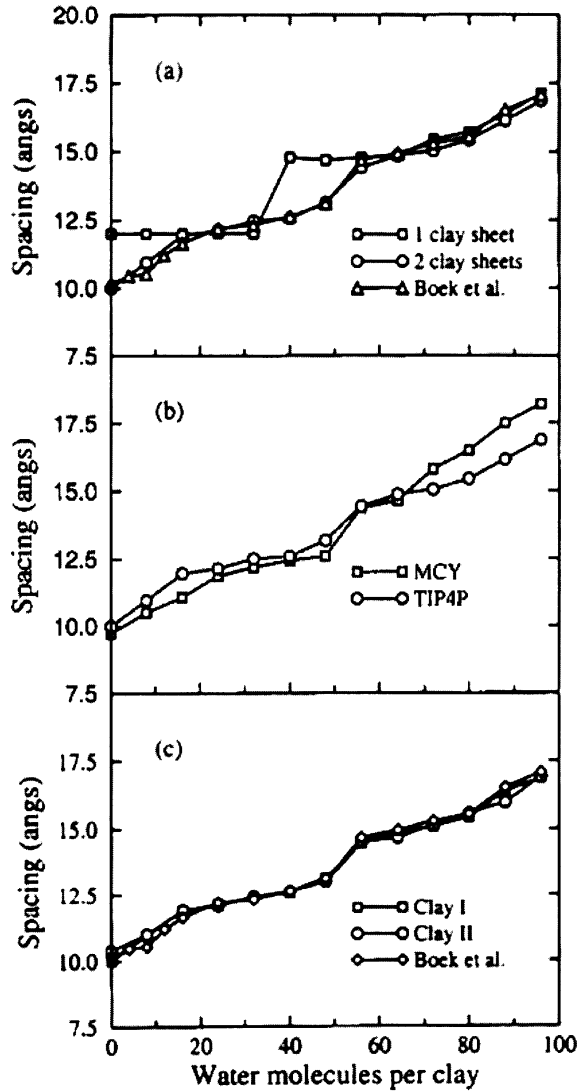 20.0
(a)
17.5
15.0
12.5
10.0
7.5
Spacing (angs)
1 clay sheet
2 clay sheets
Boek et al.
(b)
17.5
15.0
12.5
10.0
7.5
Spacing (angs)
MCY
TIP4P
(c)
17.5
15.0
12.5
10.0
7.5
Spacing (angs)
Clay I
Clay II
Boek et al.
0 20 40 60 80 100
Water molecules per clay